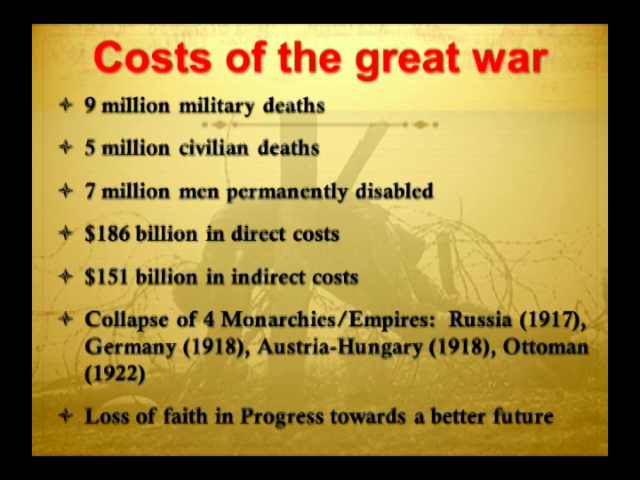 Costs of the great war
9 million military deaths
5 million civilian deaths
7 million men permanently disabled
$186 billion in direct costs
$151 billion in indirect costs
Collapse of 4 Monarchies/Empires: Russia (1917),
Germany (1918), Austria-Hungary (1918), Ottoman
(1922)
Loss of faith in Progress towards a better future